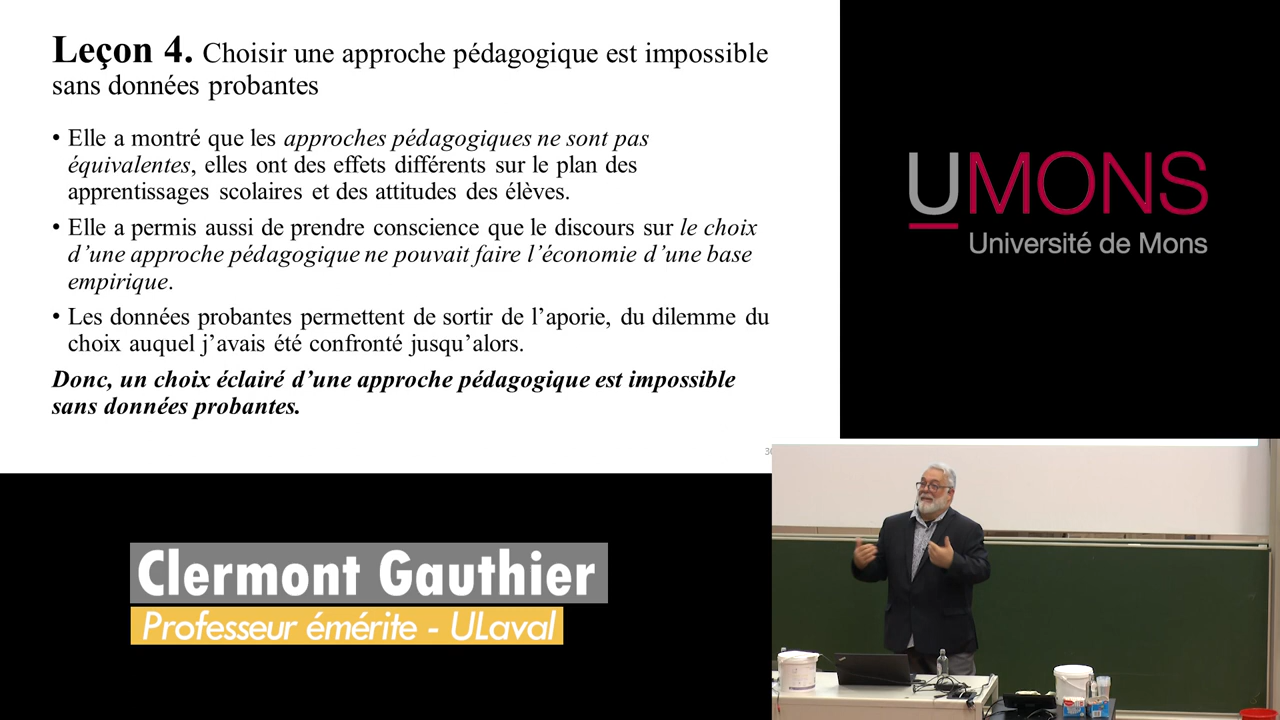 Leçon 4. Choisir une approche pédagogique est impossible
sans données probantes
• Elle a montré que les approches pédagogiques ne sont pas
équivalentes, elles ont des effets différents sur le plan des
apprentissages scolaires et des attitudes des élèves.
• Elle a permis aussi de prendre conscience que le discours sur le choix
d’une approche pédagogique ne pouvait faire l’économie d’une base
empirique.
• Les données probantes permettent de sortir de l’aporie, du dilemme du
choix auquel j’avais été confronté jusqu’alors.
Donc, un choix éclairé d’une approche pédagogique est impossible
sans données probantes.
UMONS
Université de Mons
Clermont Gauthier
Professeur émérite - ULaval